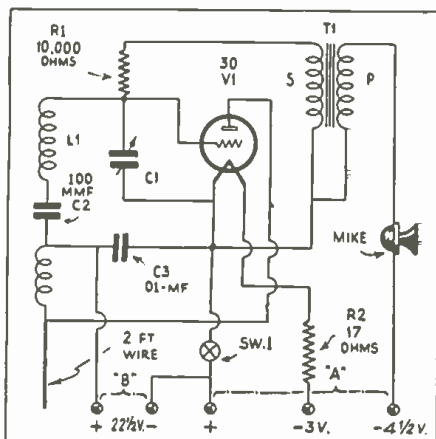 R1
10,000
OHMS
30
V1
T1
S
P
L1
100
MMF
C2
C1
C3
.01-MF
MIKE
R2
17
OHMS
SW.1
2 FT
WIRE
"B"
"A"
+ 22½V. -
+
-3V.
-4½V.